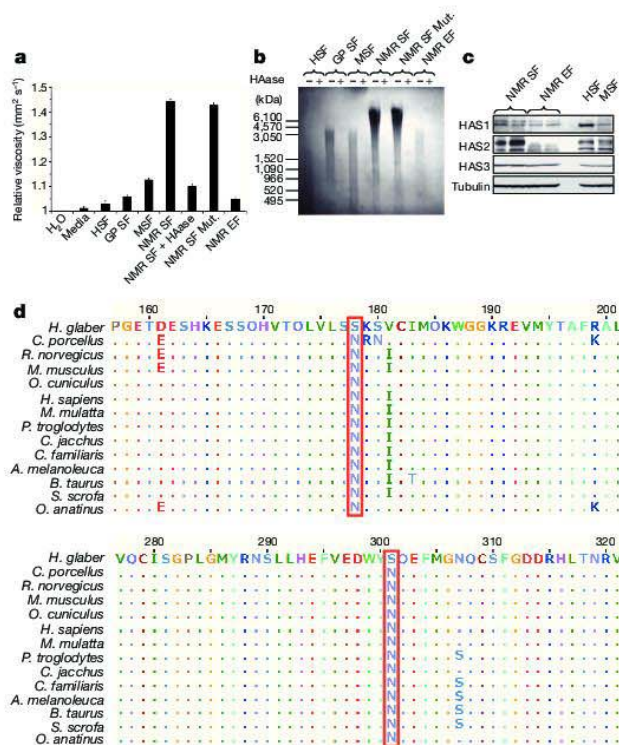 a
Relative viscosity (mm² s⁻¹)
1.5
1.4
1.3
1.2
1.1
1
H₂O
Media
HSF
GP SF
MSF
NMR SF
NMR SF + HAase
NMR SF Mut.
NMR EF
b
HSF
GP SF
MSF
NMR SF
NMR SF Mut.
NMR EF
HAase − + − + − + − + − + − +
(kDa)
6,100
4,570
3,050
1,520
1,090
966
520
495
c
NMR SF
NMR EF
HSF
MSF
HAS1
HAS2
HAS3
Tubulin
d
160 170 180 190 200
H. glaber PGETDESHKESSQHVTQLVLSSKSVCIMQKWGGKREVMYTAFRAL
C. porcellus E N R N K
R. norvegicus E N I
M. musculus E N
O. cuniculus N
H. sapiens N I
M. mulatta N I
P. troglodytes N I
C. jacchus N I
C. familiaris N I
A. melanoleuca N I
B. taurus N T
S. scrofa N I
O. anatinus E N K
280 290 300 310 320
H. glaber VQCISGPLGMYRNSLLHEFVEDWYSQEFMGNQCSFGDDRHLTNRV
C. porcellus N
R. norvegicus N
M. musculus N
O. cuniculus N
H. sapiens N
M. mulatta N
P. troglodytes N S
C. jacchus N
C. familiaris N S
A. melanoleuca N S
B. taurus N S
S. scrofa N S
O. anatinus N